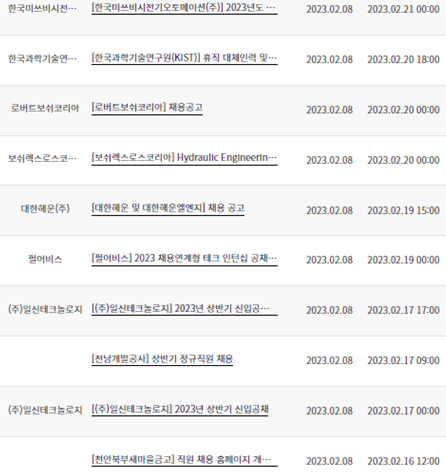 한국미쓰비시전… [한국미쓰비시전기오토메이션(주)] 2023년도 … 2023.02.08 2023.02.21 00:00
한국과학기술연… [한국과학기술연구원(KIST)] 휴직 대체인력 및… 2023.02.08 2023.02.20 18:00
로버트보쉬코리아 [로버트보쉬코리아] 채용공고 2023.02.08 2023.02.20 00:00
보쉬렉스로스코… [보쉬렉스로스코리아] Hydraulic Engineerin… 2023.02.08 2023.02.20 00:00
대한해운(주) [대한해운 및 대한해운엘엔지] 채용 공고 2023.02.08 2023.02.19 15:00
펄어비스 [펄어비스] 2023 채용연계형 테크 인턴십 공채… 2023.02.08 2023.02.19 00:00
(주)일신테크놀로지 [(주)일신테크놀로지] 2023년 상반기 신입공… 2023.02.08 2023.02.17 17:00
[전남개발공사] 상반기 정규직원 채용 2023.02.08 2023.02.17 09:00
(주)일신테크놀로지 [(주)일신테크놀로지] 2023년 상반기 신입공채 2023.02.08 2023.02.17 00:00
[천안북부새마을금고] 직원 채용 홈페이지 개… 2023.02.08 2023.02.16 12:00